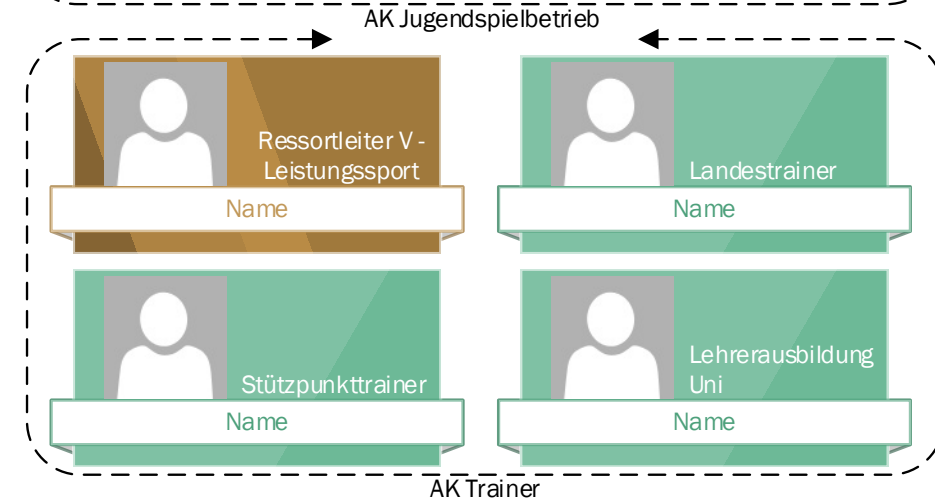 AK Jugendspielbetrieb
Ressortleiter V -
Leistungssport
Name
Landestrainer
Name
Stützpunkttrainer
Name
Lehrerausbildung
Uni
Name
AK Trainer